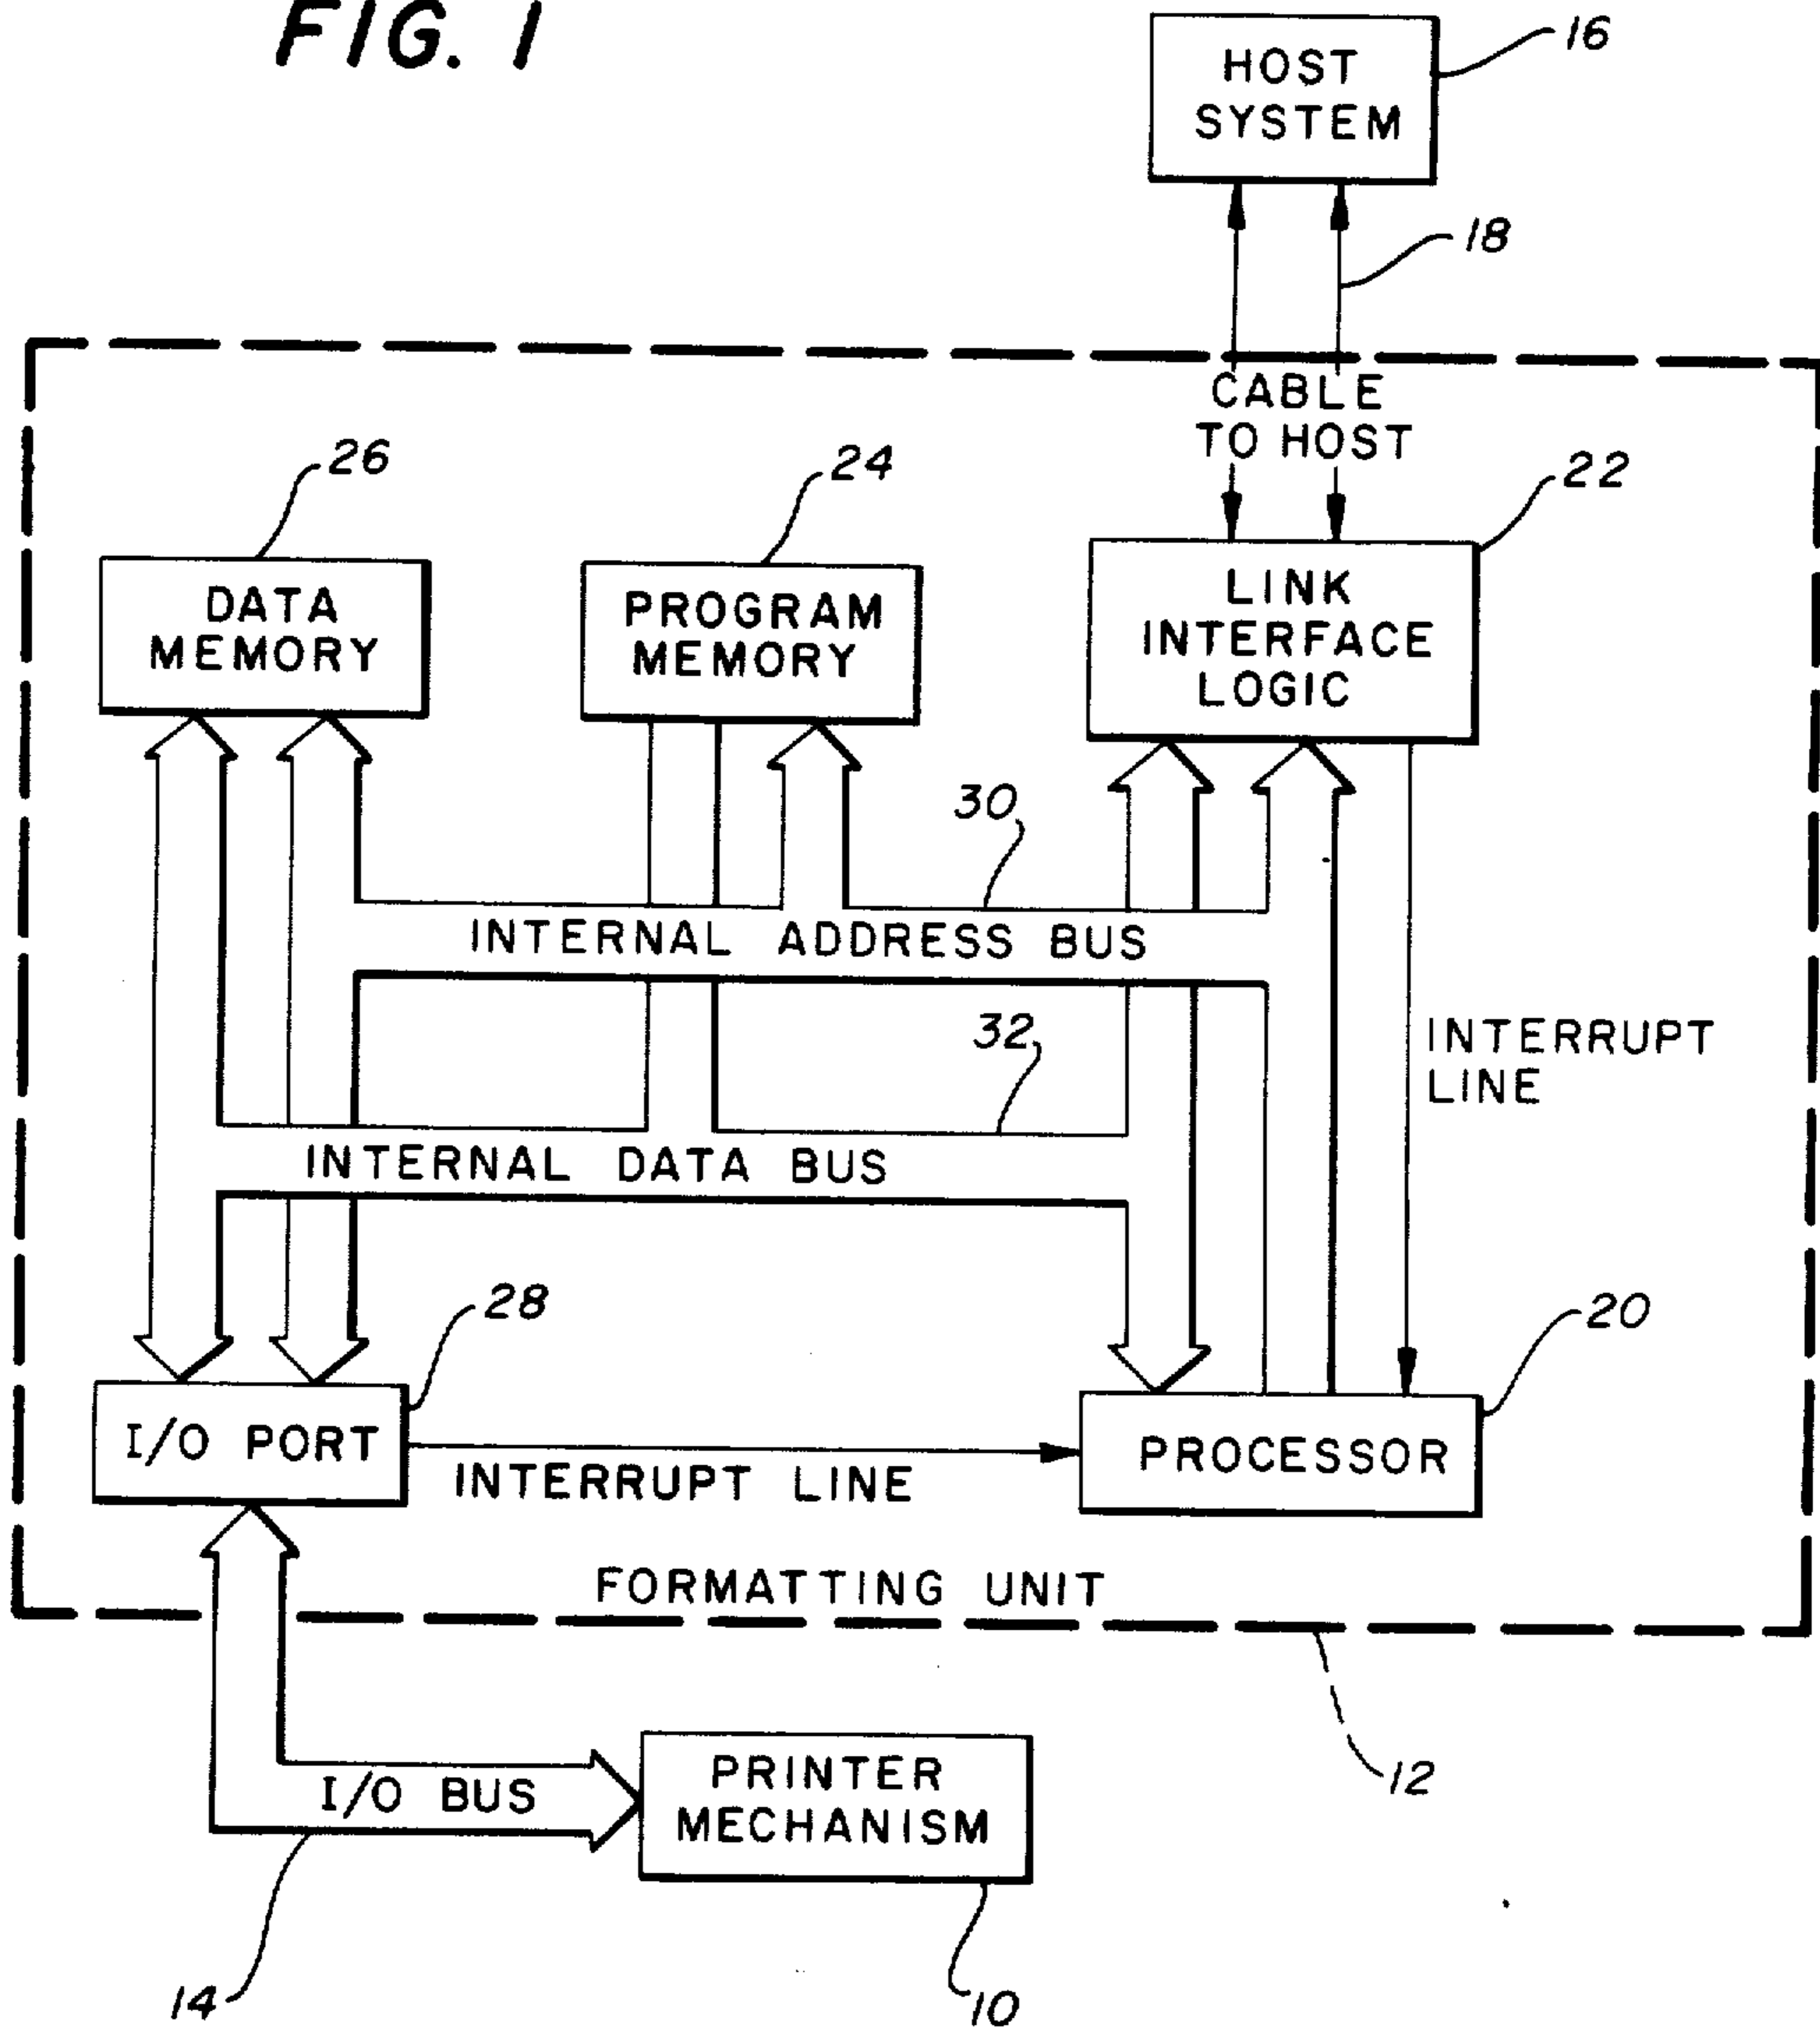 FIG. 1
HOST
SYSTEM
16
18
CABLE
TO HOST
26
24
22
DATA
MEMORY
PROGRAM
MEMORY
LINK
INTERFACE
LOGIC
30
INTERNAL ADDRESS BUS
32
INTERRUPT
LINE
INTERNAL DATA BUS
28
20
I/O PORT
INTERRUPT LINE
PROCESSOR
FORMATTING UNIT
12
I/O BUS
PRINTER
MECHANISM
14
10